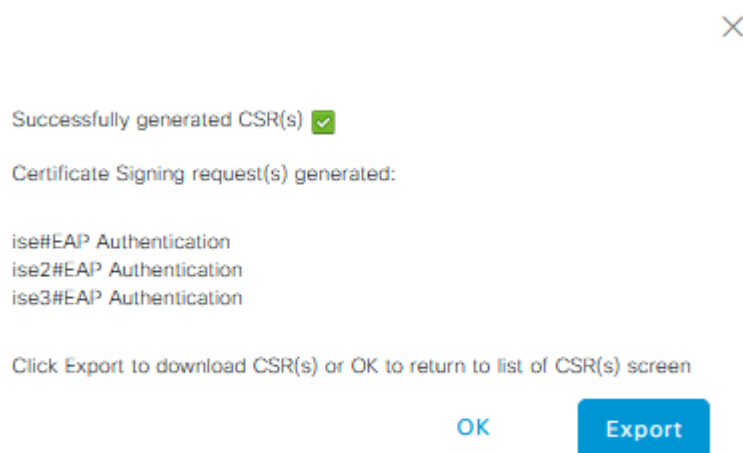 Successfully generated CSR(s)
Certificate Signing request(s) generated:
ise#EAP Authentication
ise2#EAP Authentication
ise3#EAP Authentication
Click Export to download CSR(s) or OK to return to list of CSR(s) screen
OK
Export